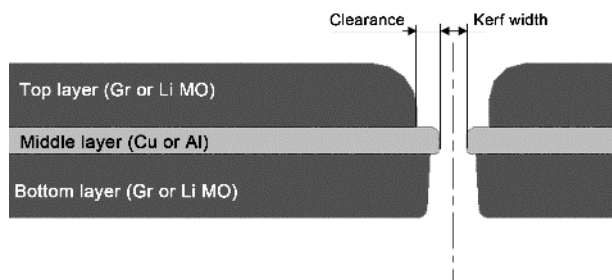 Clearance
Kerf width
Top layer (Gr or Li MO)
Middle layer (Cu or Al)
Bottom layer (Gr or Li MO)